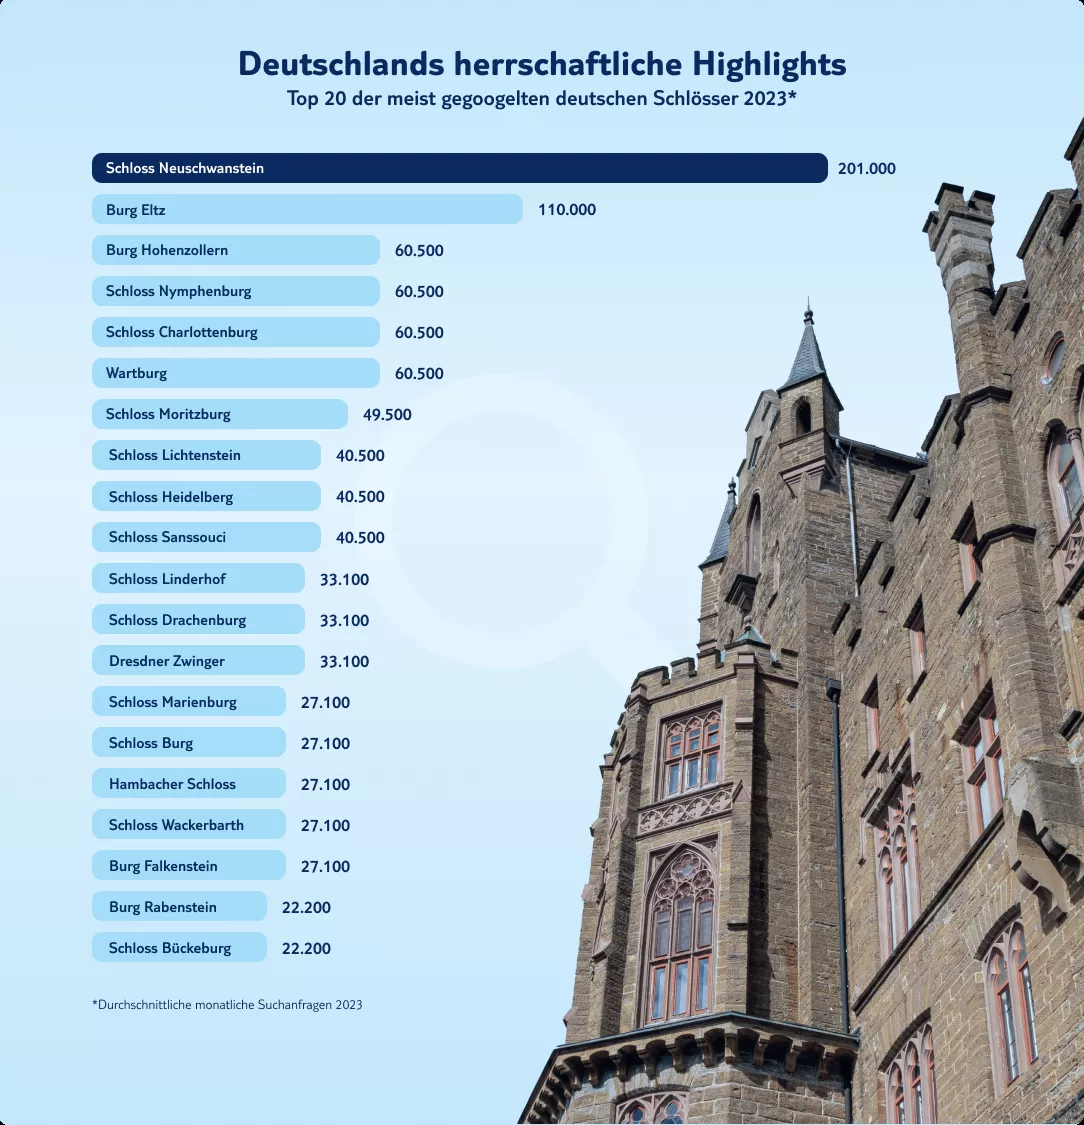 Deutschlands herrschaftliche Highlights
Top 20 der meist gegoogelten deutschen Schlösser 2023*
Schloss Neuschwanstein 201.000
Burg Eltz 110.000
Burg Hohenzollern 60.500
Schloss Nymphenburg 60.500
Schloss Charlottenburg 60.500
Wartburg 60.500
Schloss Moritzburg 49.500
Schloss Lichtenstein 40.500
Schloss Heidelberg 40.500
Schloss Sanssouci 40.500
Schloss Linderhof 33.100
Schloss Drachenburg 33.100
Dresdner Zwinger 33.100
Schloss Marienburg 27.100
Schloss Burg 27.100
Hambacher Schloss 27.100
Schloss Wackerbarth 27.100
Burg Falkenstein 27.100
Burg Rabenstein 22.200
Schloss Bückeburg 22.200
*Durchschnittliche monatliche Suchanfragen 2023